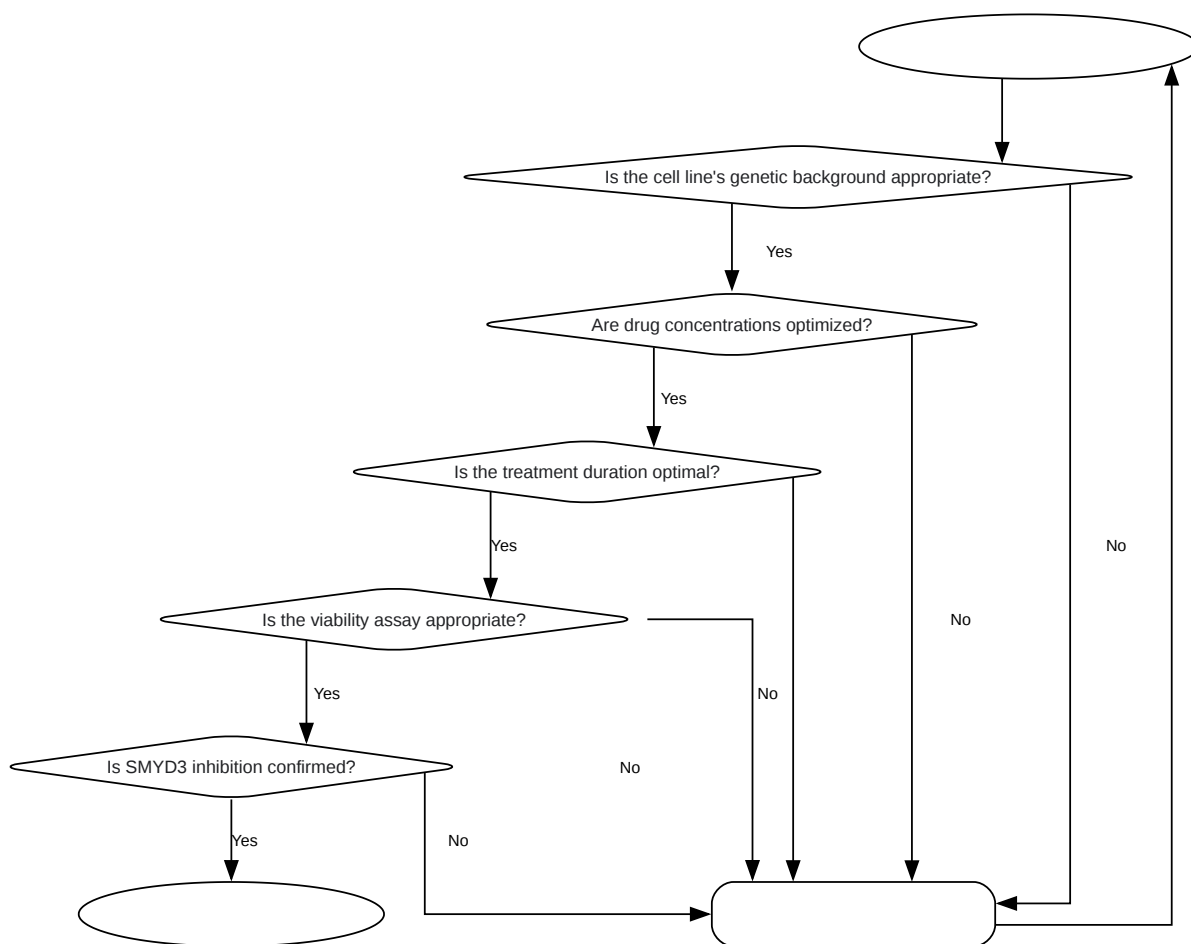 Is the cell line's genetic background appropriate?
Yes
Are drug concentrations optimized?
Yes
Is the treatment duration optimal?
Yes
No
Is the viability assay appropriate?
No
Yes
No
Is SMYD3 inhibition confirmed?
No
Yes
No